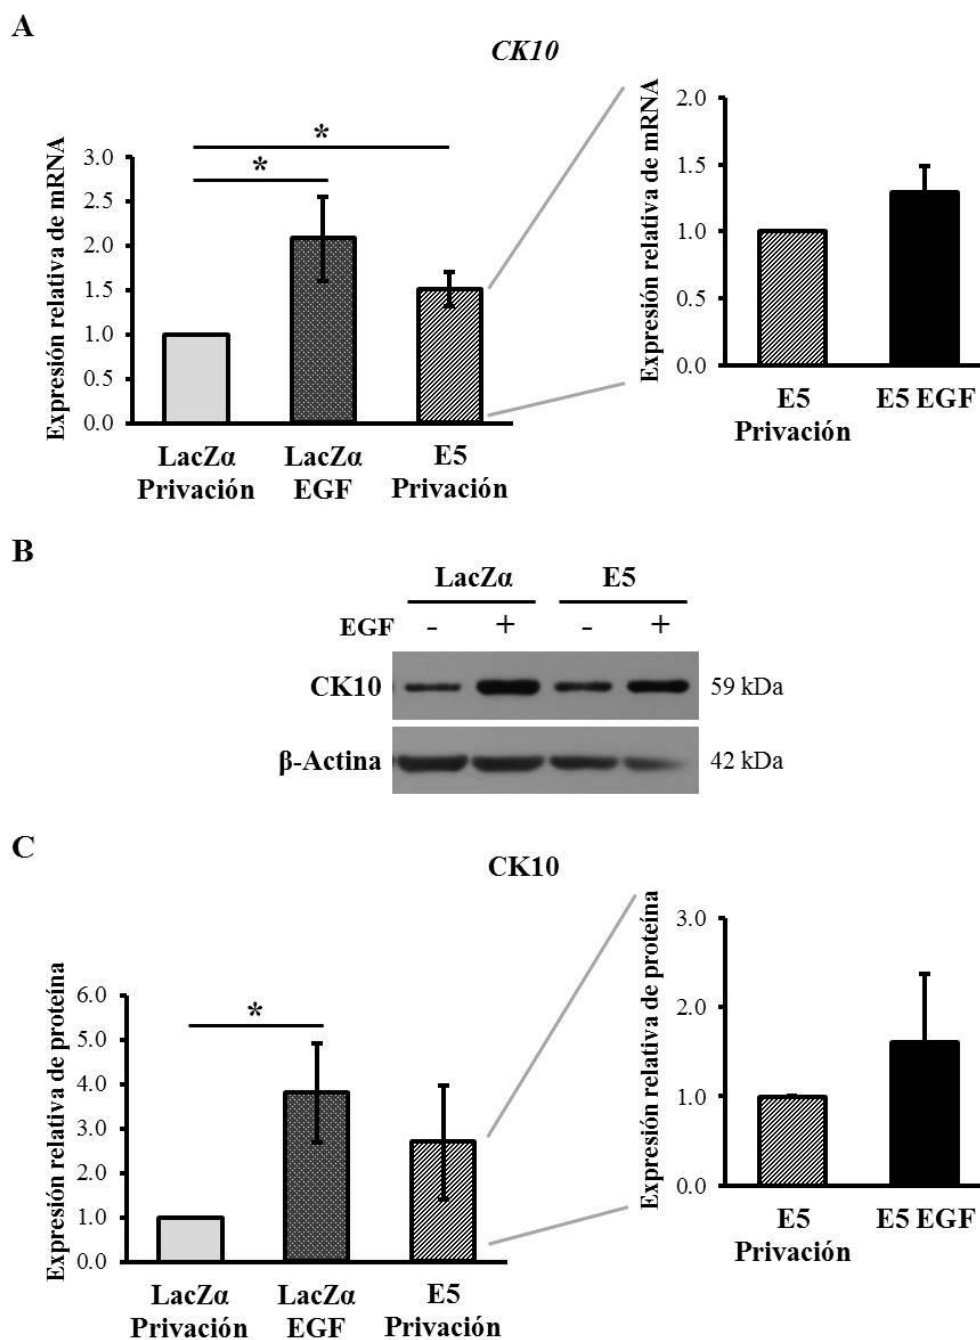 A
CK10
Expresión relativa de mRNA
3.0
2.5
2.0
1.5
1.0
0.5
0.0
*
*
LacZα
Privación
LacZα
EGF
E5
Privación
Expresión relativa de mRNA
2.0
1.5
1.0
0.5
0.0
E5
Privación
E5 EGF
B
LacZα E5
EGF - + - +
CK10 59 kDa
β-Actina 42 kDa
C
CK10
Expresión relativa de proteína
6.0
5.0
4.0
3.0
2.0
1.0
0.0
*
LacZα
Privación
LacZα
EGF
E5
Privación
Expresión relativa de proteína
3.0
2.0
1.0
0.0
E5
Privación
E5 EGF